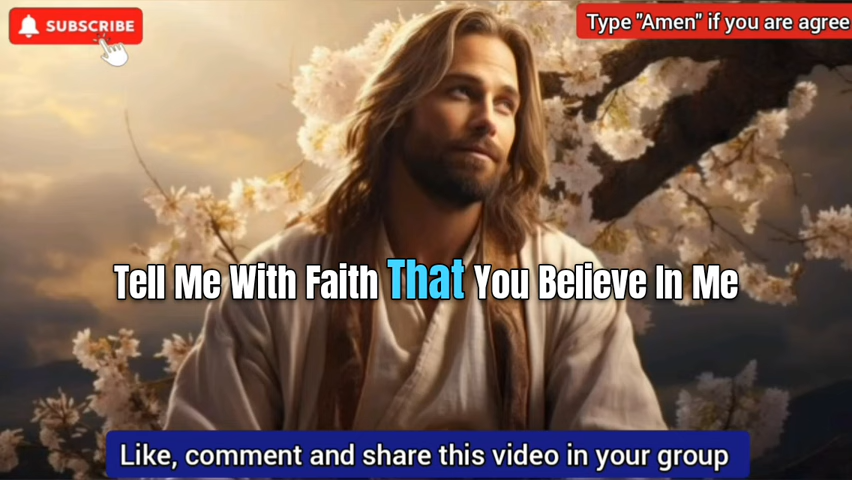 SUBSCRIBE
Type "Amen" if you are agree
Tell Me With Faith That You Believe In Me
Like, comment and share this video in your group